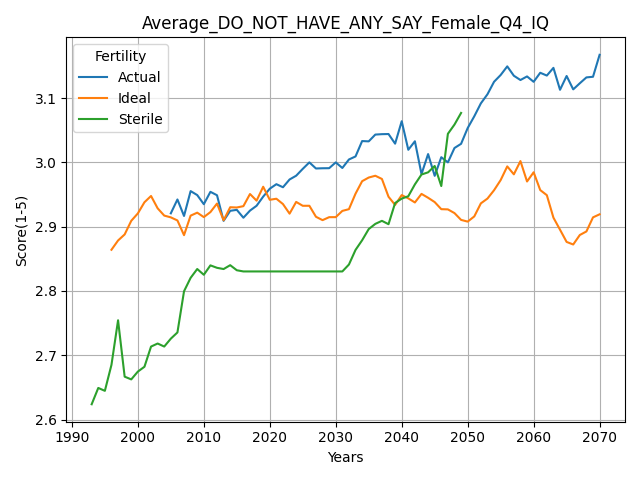 Average_DO_NOT_HAVE_ANY_SAY_Female_Q4_IQ
Fertility
Actual
Ideal
Sterile
Score(1-5)
3.1
3.0
2.9
2.8
2.7
2.6
1990 2000 2010 2020 2030 2040 2050 2060 2070
Years